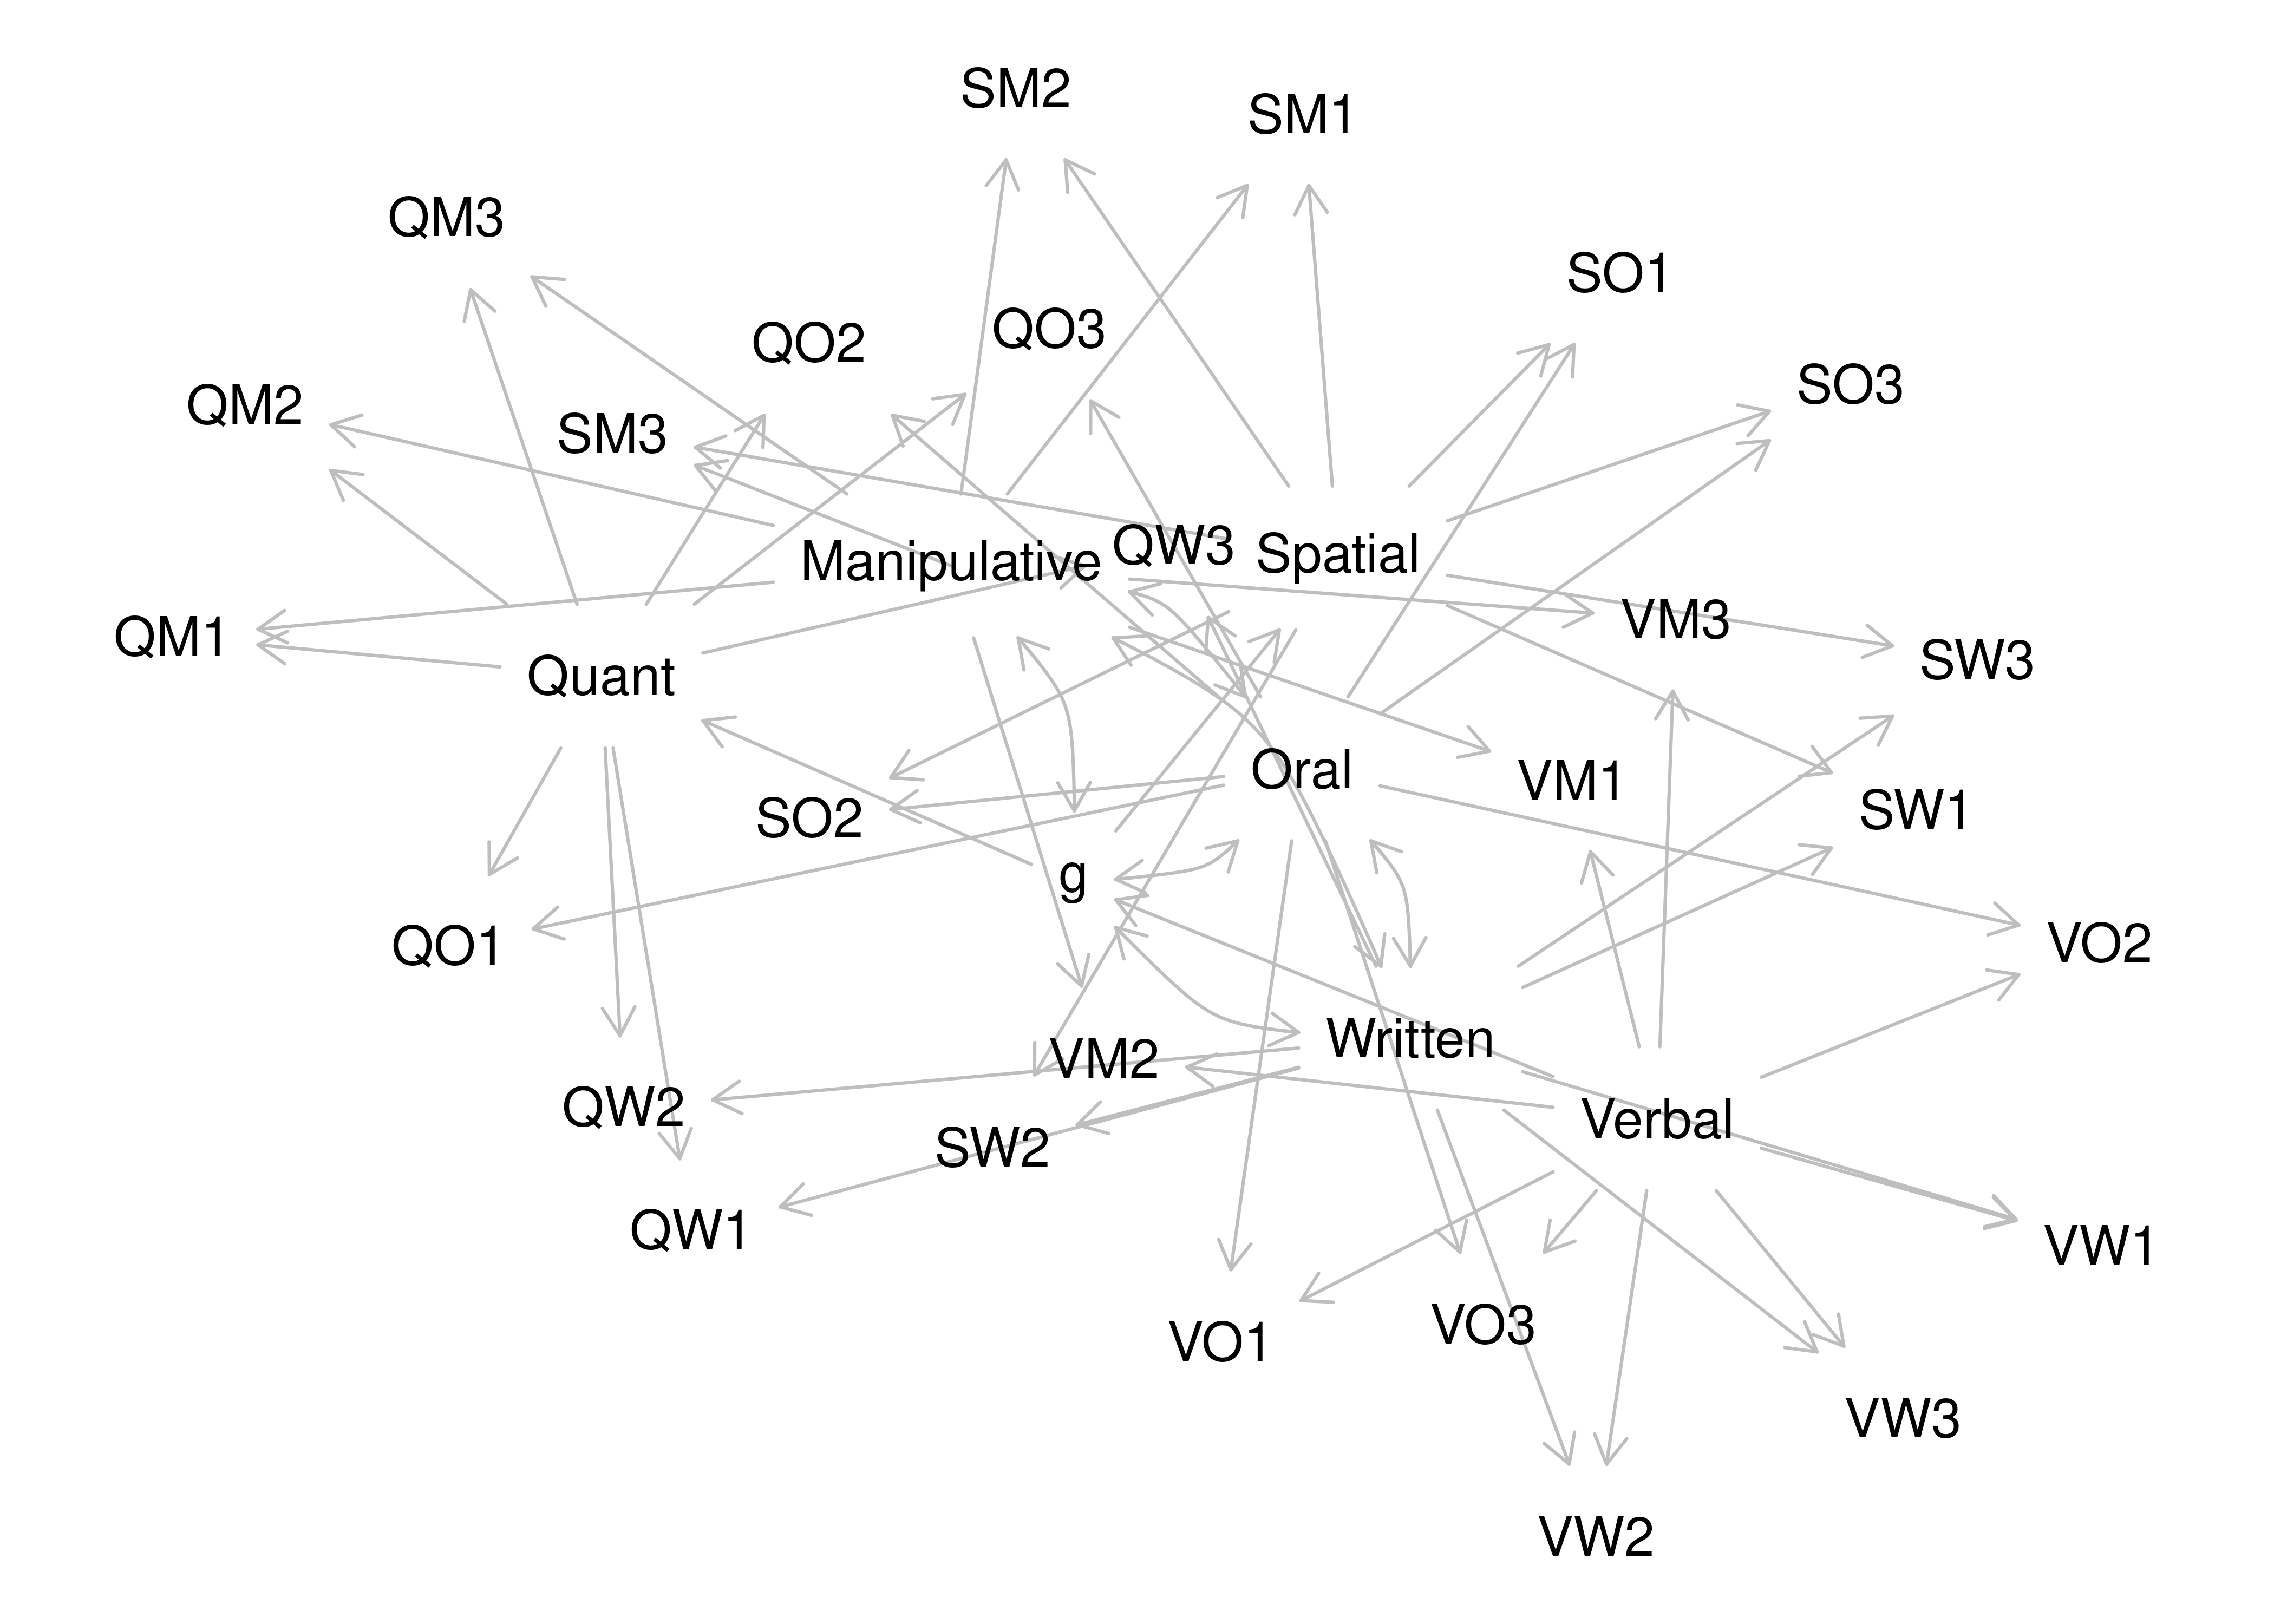 SM2
SM1
QM3
SO1
QO3
QO2
SO3
QM2
SM3
QW3
Spatial
Manipulative
VM3
QM1
SW3
Quant
Oral
VM1
SW1
SO2
g
VO2
QO1
Written
VM2
QW2
Verbal
SW2
QW1
VW1
VO3
VO1
VW3
VW2